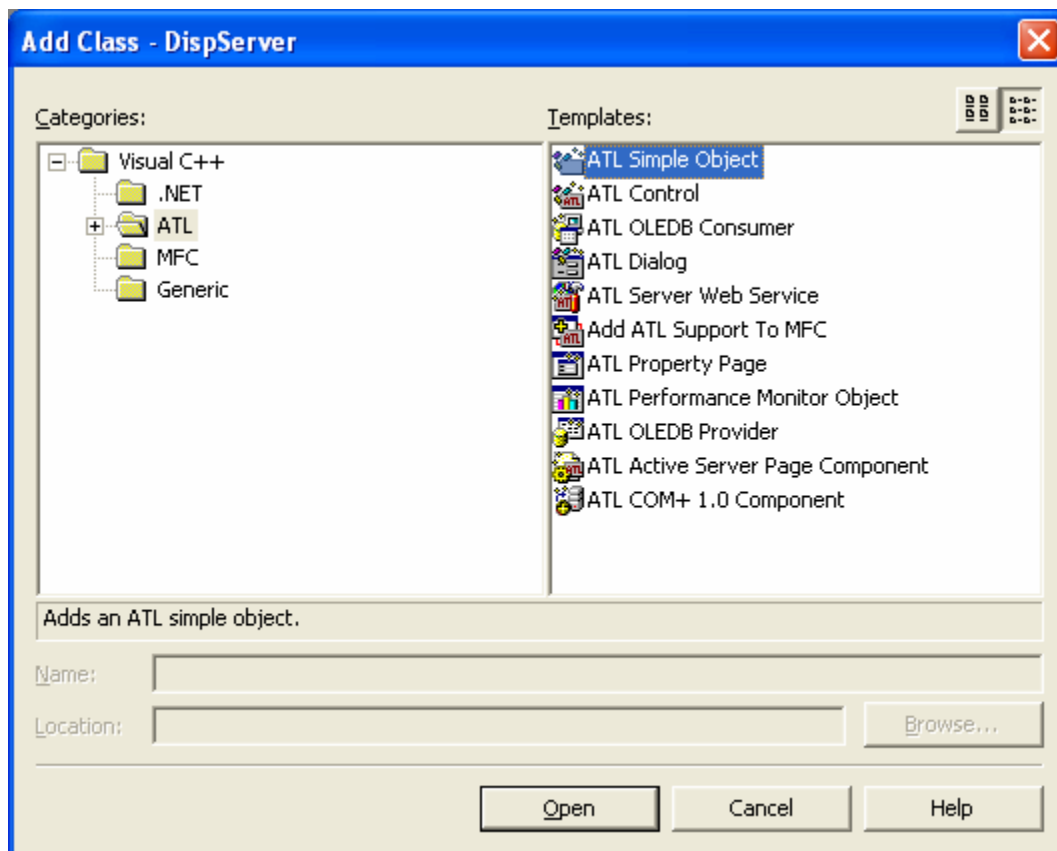 Add Class - DispServer
Categories:
Templates:
Visual C++
.NET
ATL
MFC
Generic
ATL Simple Object
ATL Control
ATL OLEDB Consumer
ATL Dialog
ATL Server Web Service
Add ATL Support To MFC
ATL Property Page
ATL Performance Monitor Object
ATL OLEDB Provider
ATL Active Server Page Component
ATL COM+ 1.0 Component
Adds an ATL simple object.
Name:
Location:
Browse...
Open
Cancel
Help